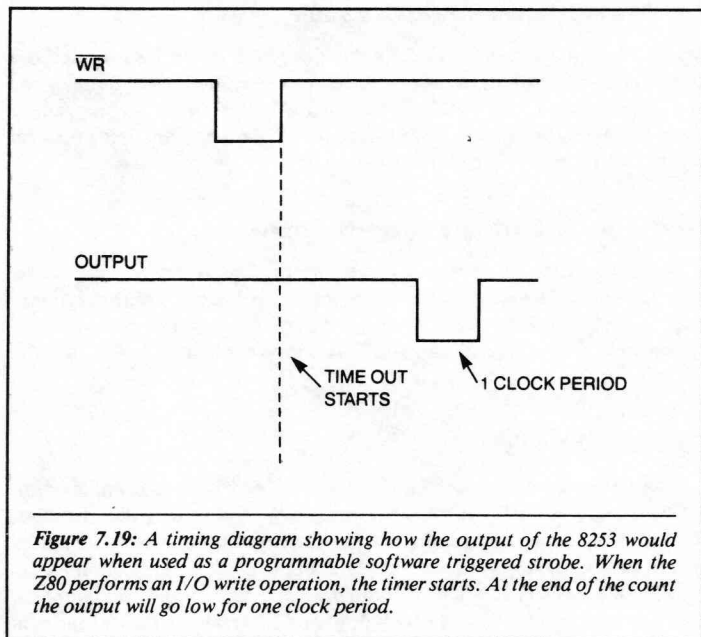 WR
OUTPUT
TIME OUT
STARTS
1 CLOCK PERIOD
Figure 7.19: A timing diagram showing how the output of the 8253 would
appear when used as a programmable software triggered strobe. When the
Z80 performs an I/O write operation, the timer starts. At the end of the count
the output will go low for one clock period.